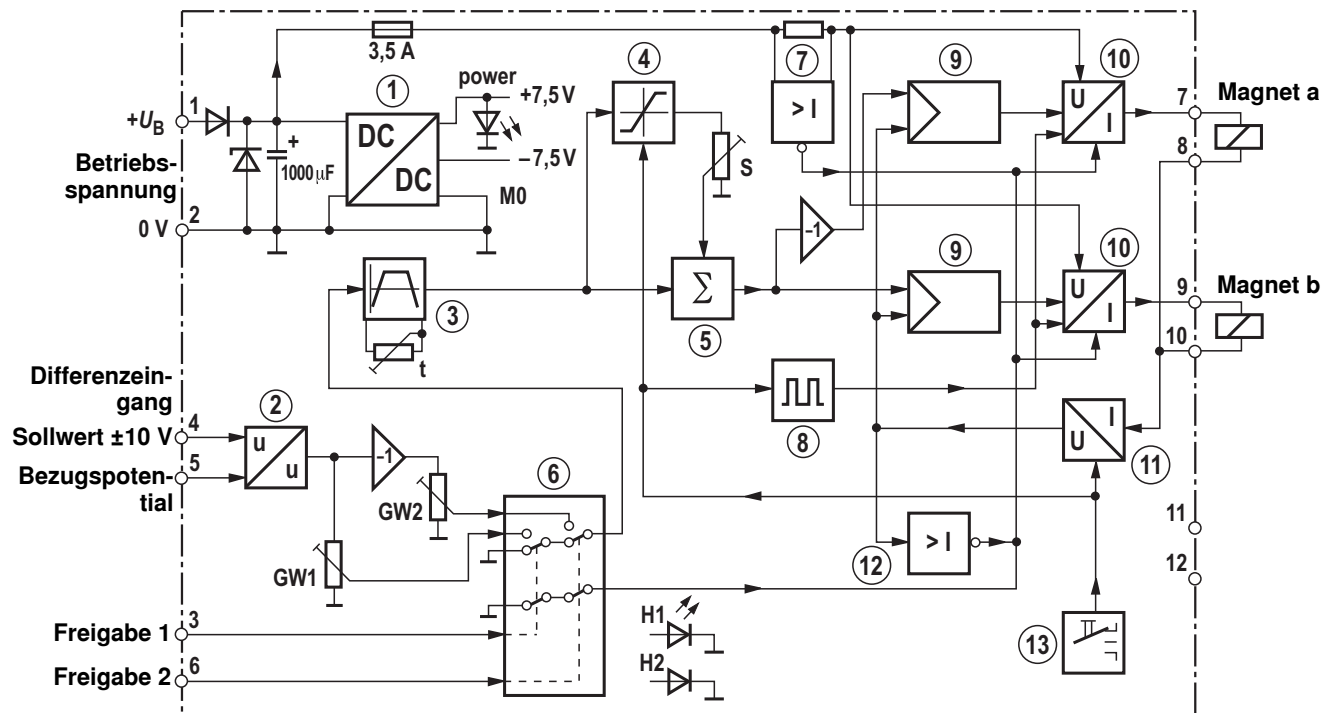 3,5 A
1
+UB
Betriebs-
spannung
0 V
2
1
DC
DC
+
1000 µF
power
+7,5 V
–7,5 V
M0
4
S
7
> I
9
10
U
I
7
Magnet a
8
–1
3
t
Σ
5
9
10
U
I
9
Magnet b
10
Differenzein-
gang
4
Sollwert ±10 V
5
Bezugspoten-
tial
2
u
u
–1
GW2
GW1
6
8
I
U
11
12
> I
11
12
13
H1
H2
Freigabe 1
3
Freigabe 2
6